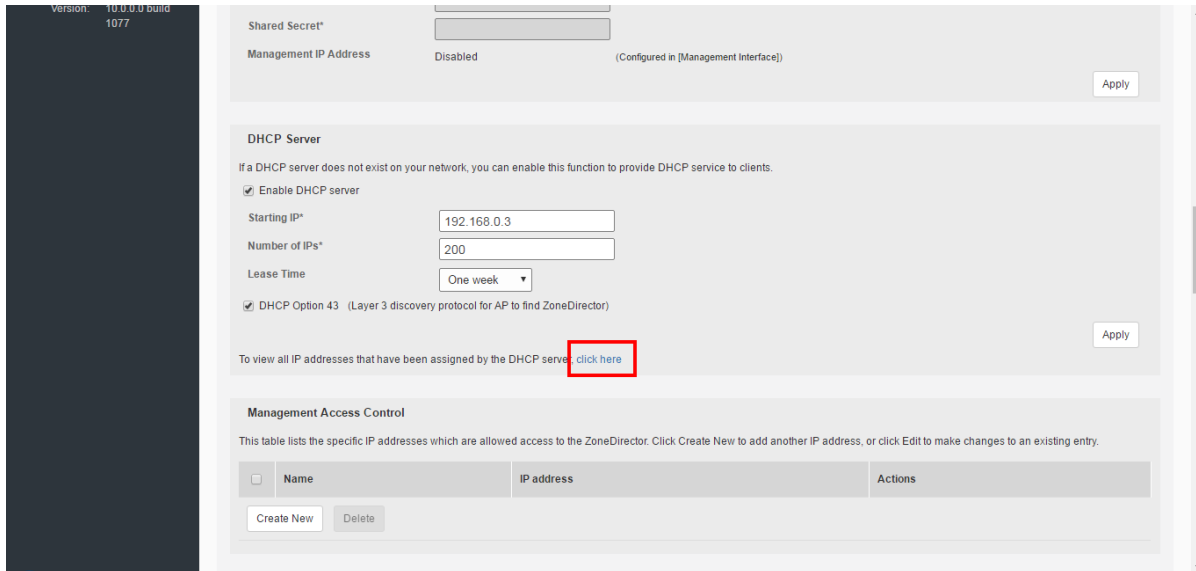 Version: 10.0.0.0 build
1077
Shared Secret*
Management IP Address Disabled (Configured in [Management Interface])
Apply
DHCP Server
If a DHCP server does not exist on your network, you can enable this function to provide DHCP service to clients.
Enable DHCP server
Starting IP* 192.168.0.3
Number of IPs* 200
Lease Time One week
DHCP Option 43 (Layer 3 discovery protocol for AP to find ZoneDirector)
Apply
To view all IP addresses that have been assigned by the DHCP server, click here
Management Access Control
This table lists the specific IP addresses which are allowed access to the ZoneDirector. Click Create New to add another IP address, or click Edit to make changes to an existing entry.
Name IP address Actions
Create New Delete